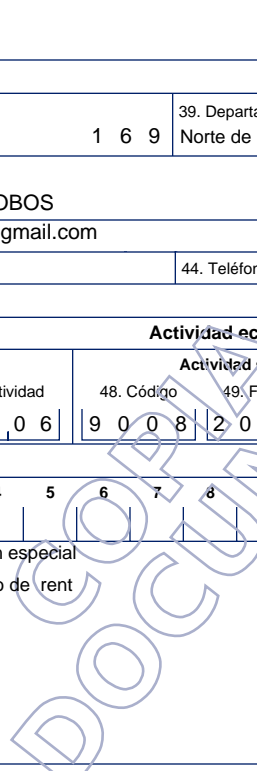 39. Departa
1 6 9 Norte de
OBOS
gmail.com
44. Teléfon
Actividad ec
Actividad s
tividad 48. Código 49. F
0 6 9 0 0 8 2 0
5 6 7 8
n especial
o de rent
COPIA
DOCUM